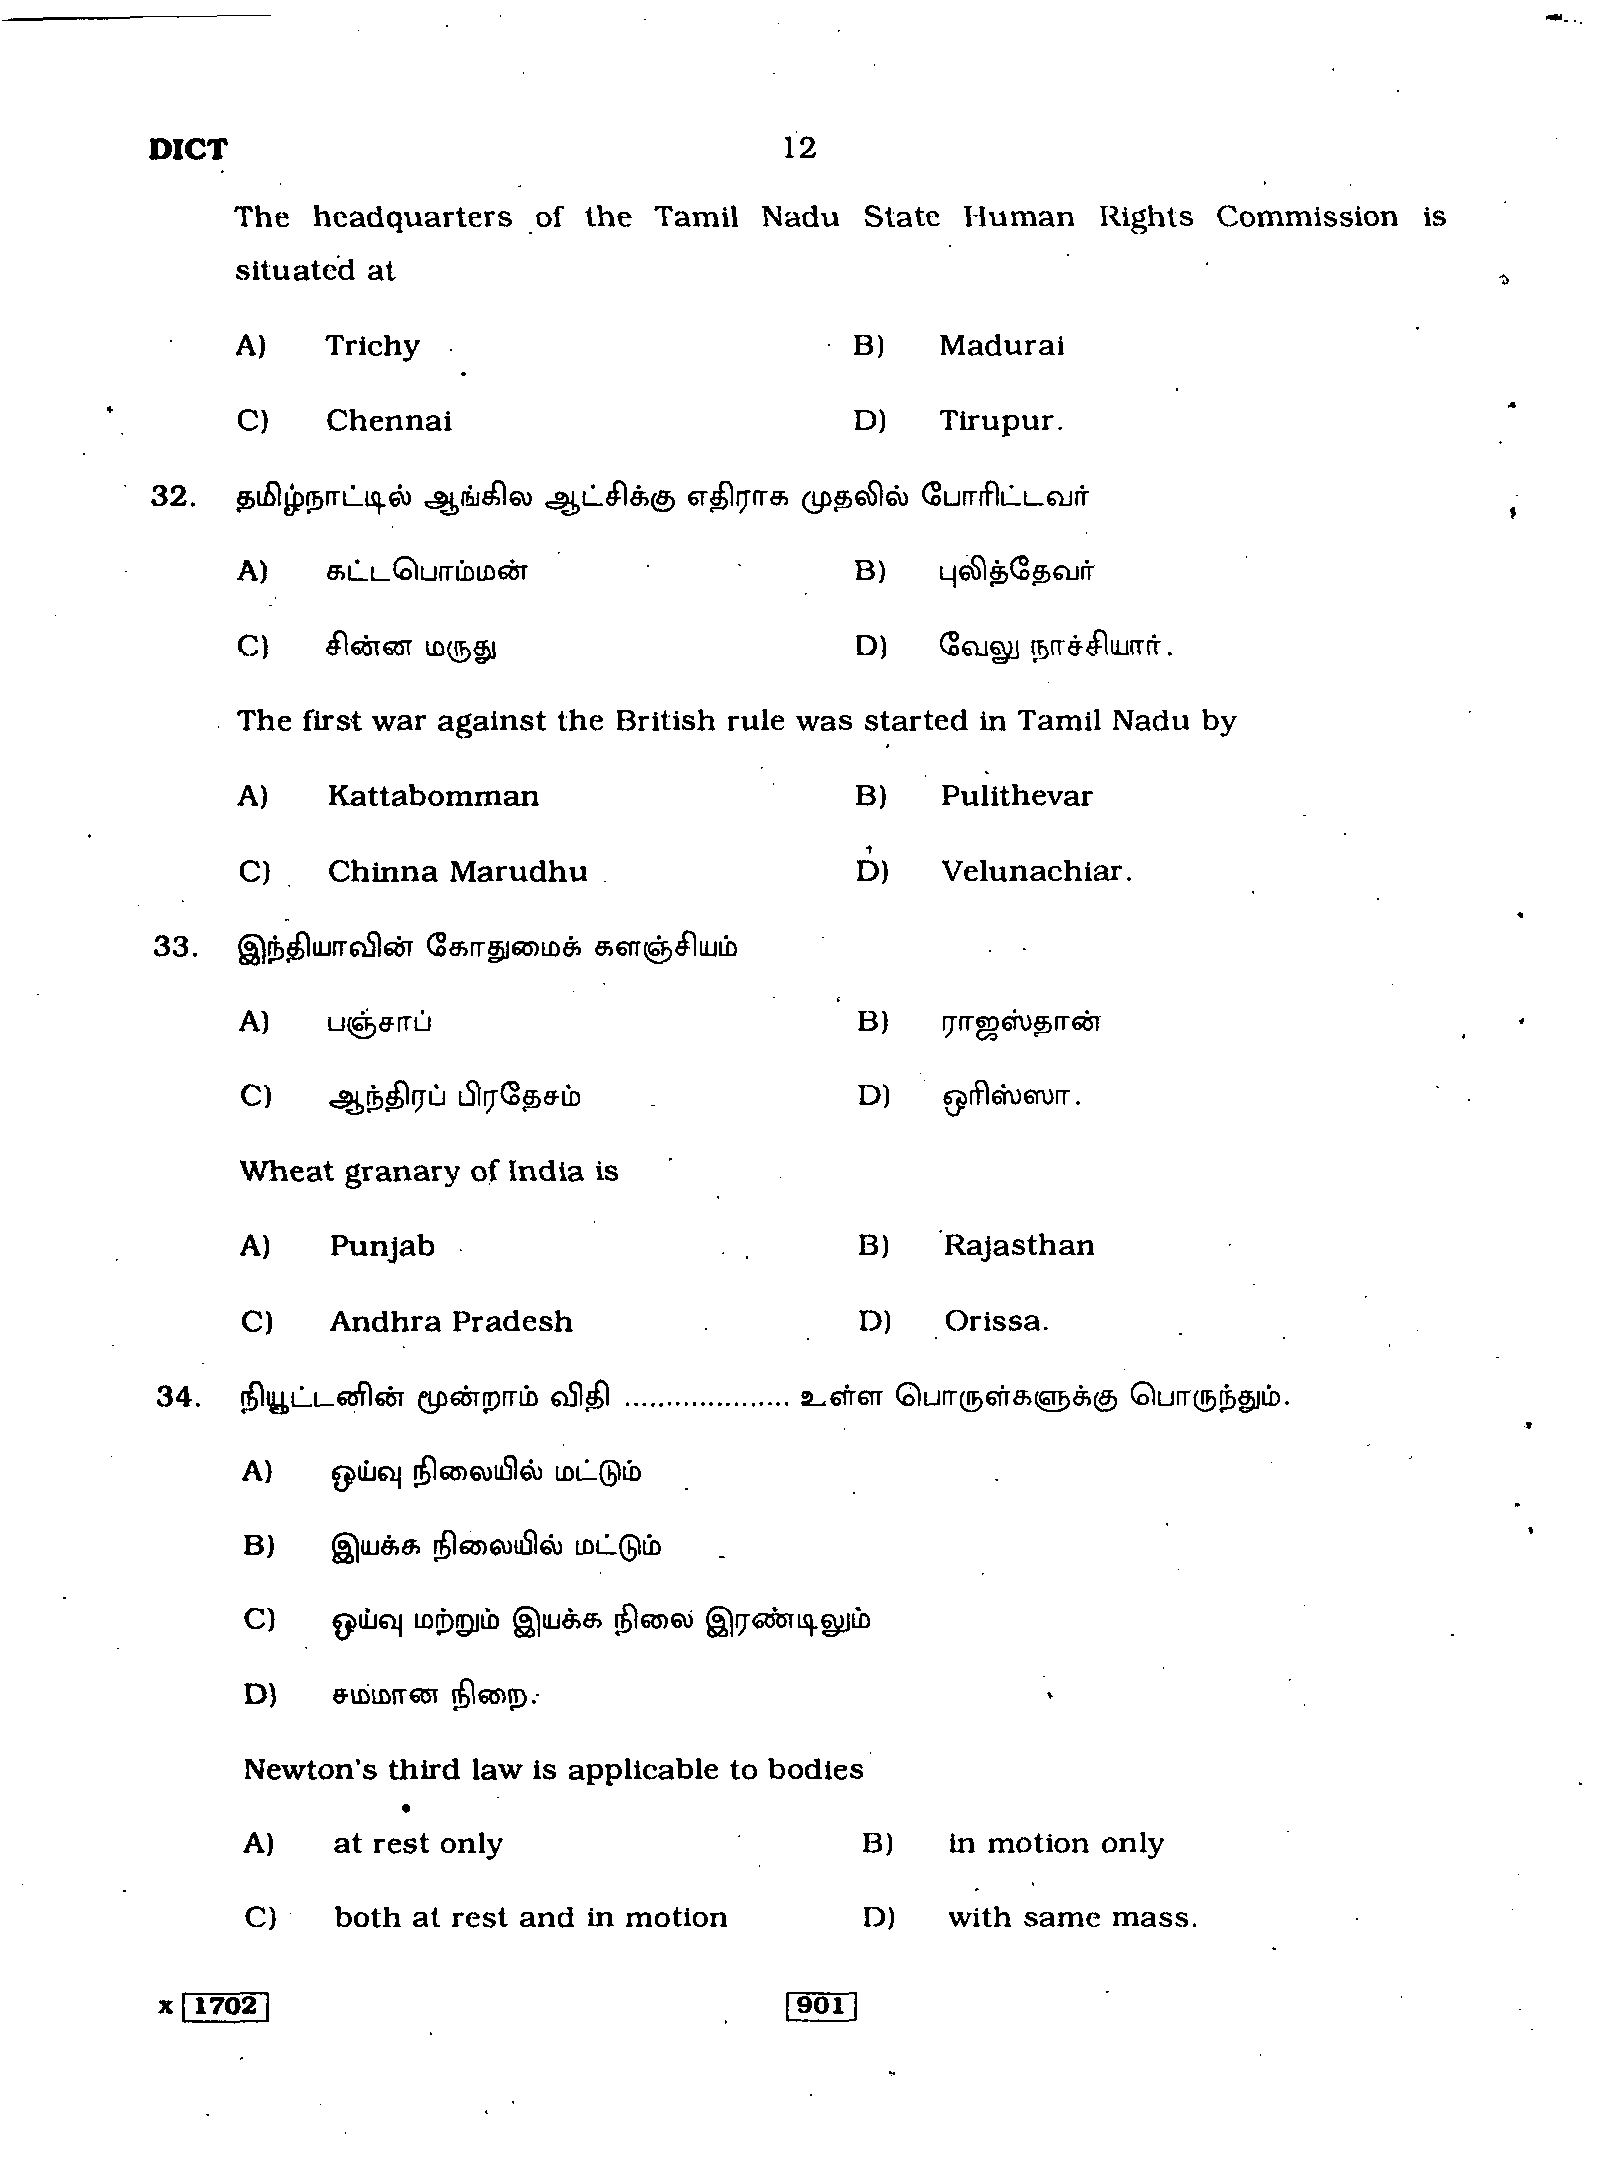 DICT 12
The headquarters of the Tamil Nadu State Human Rights Commission is
situated at
A) Trichy B) Madurai
C) Chennai D) Tirupur.
32. தமிழ்நாட்டில் ஆங்கில ஆட்சிக்கு எதிராக முதலில் போரிட்டவர்
A) கட்டபொம்மன் B) புலித்தேவர்
C) சின்ன மருது D) வேலு நாச்சியார்.
The first war against the British rule was started in Tamil Nadu by
A) Kattabomman B) Pulithevar
C) Chinna Marudhu D) Velunachiar.
33. இந்தியாவின் கோதுமைக் களஞ்சியம்
A) பஞ்சாப் B) ராஜஸ்தான்
C) ஆந்திரப் பிரதேசம் D) ஒரிஸ்ஸா.
Wheat granary of India is
A) Punjab B) Rajasthan
C) Andhra Pradesh D) Orissa.
34. நியூட்டனின் மூன்றாம் விதி .................... உள்ள பொருள்களுக்கு பொருந்தும்.
A) ஒய்வு நிலையில் மட்டும்
B) இயக்க நிலையில் மட்டும்
C) ஒய்வு மற்றும் இயக்க நிலை இரண்டிலும்
D) சமமான நிறை.
Newton's third law is applicable to bodies
A) at rest only B) in motion only
C) both at rest and in motion D) with same mass.
x 1702 901